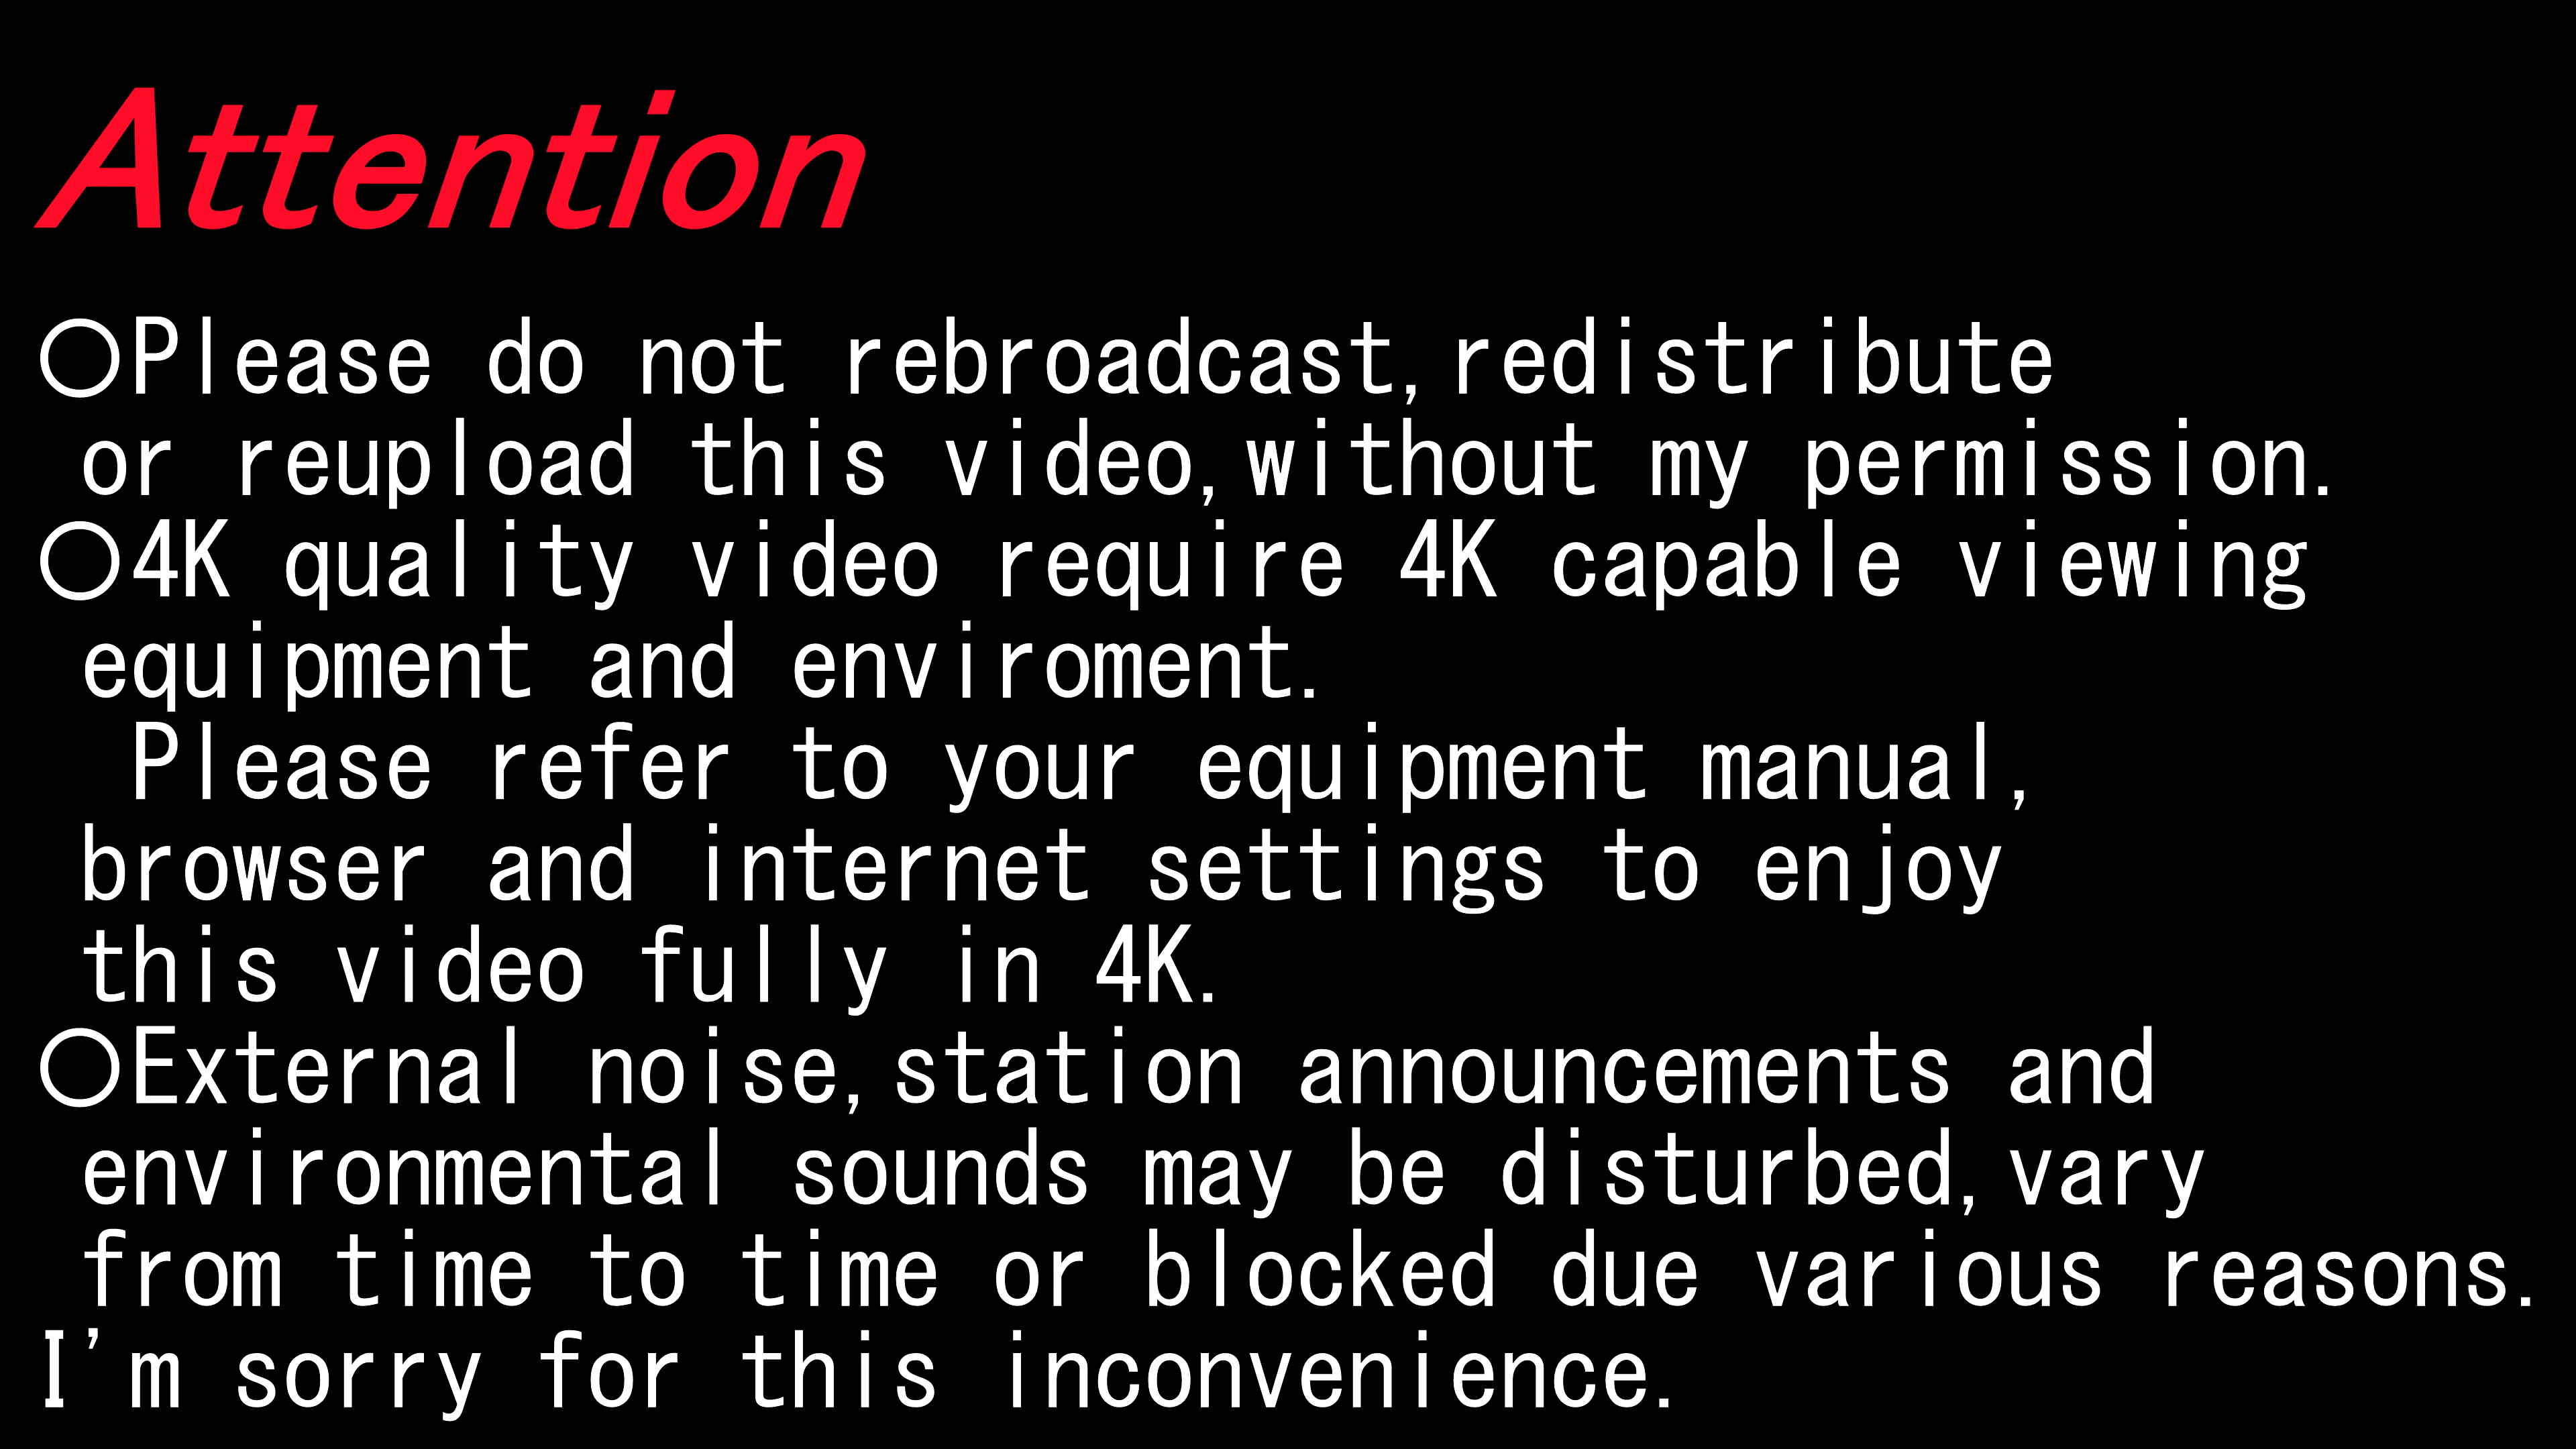 Attention
○Please do not rebroadcast,redistribute
or reupload this video,without my permission.
○4K quality video require 4K capable viewing
equipment and enviroment.
Please refer to your equipment manual,
browser and internet settings to enjoy
this video fully in 4K.
○External noise,station announcements and
environmental sounds may be disturbed,vary
from time to time or blocked due various reasons.
I'm sorry for this inconvenience.